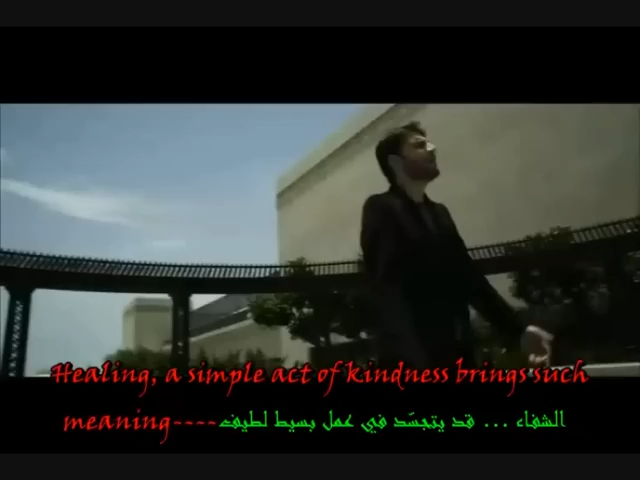 Healing, a simple act of kindness brings such
meaning----الشفاء ... قد يتجسّد في عمل بسيط لطيف